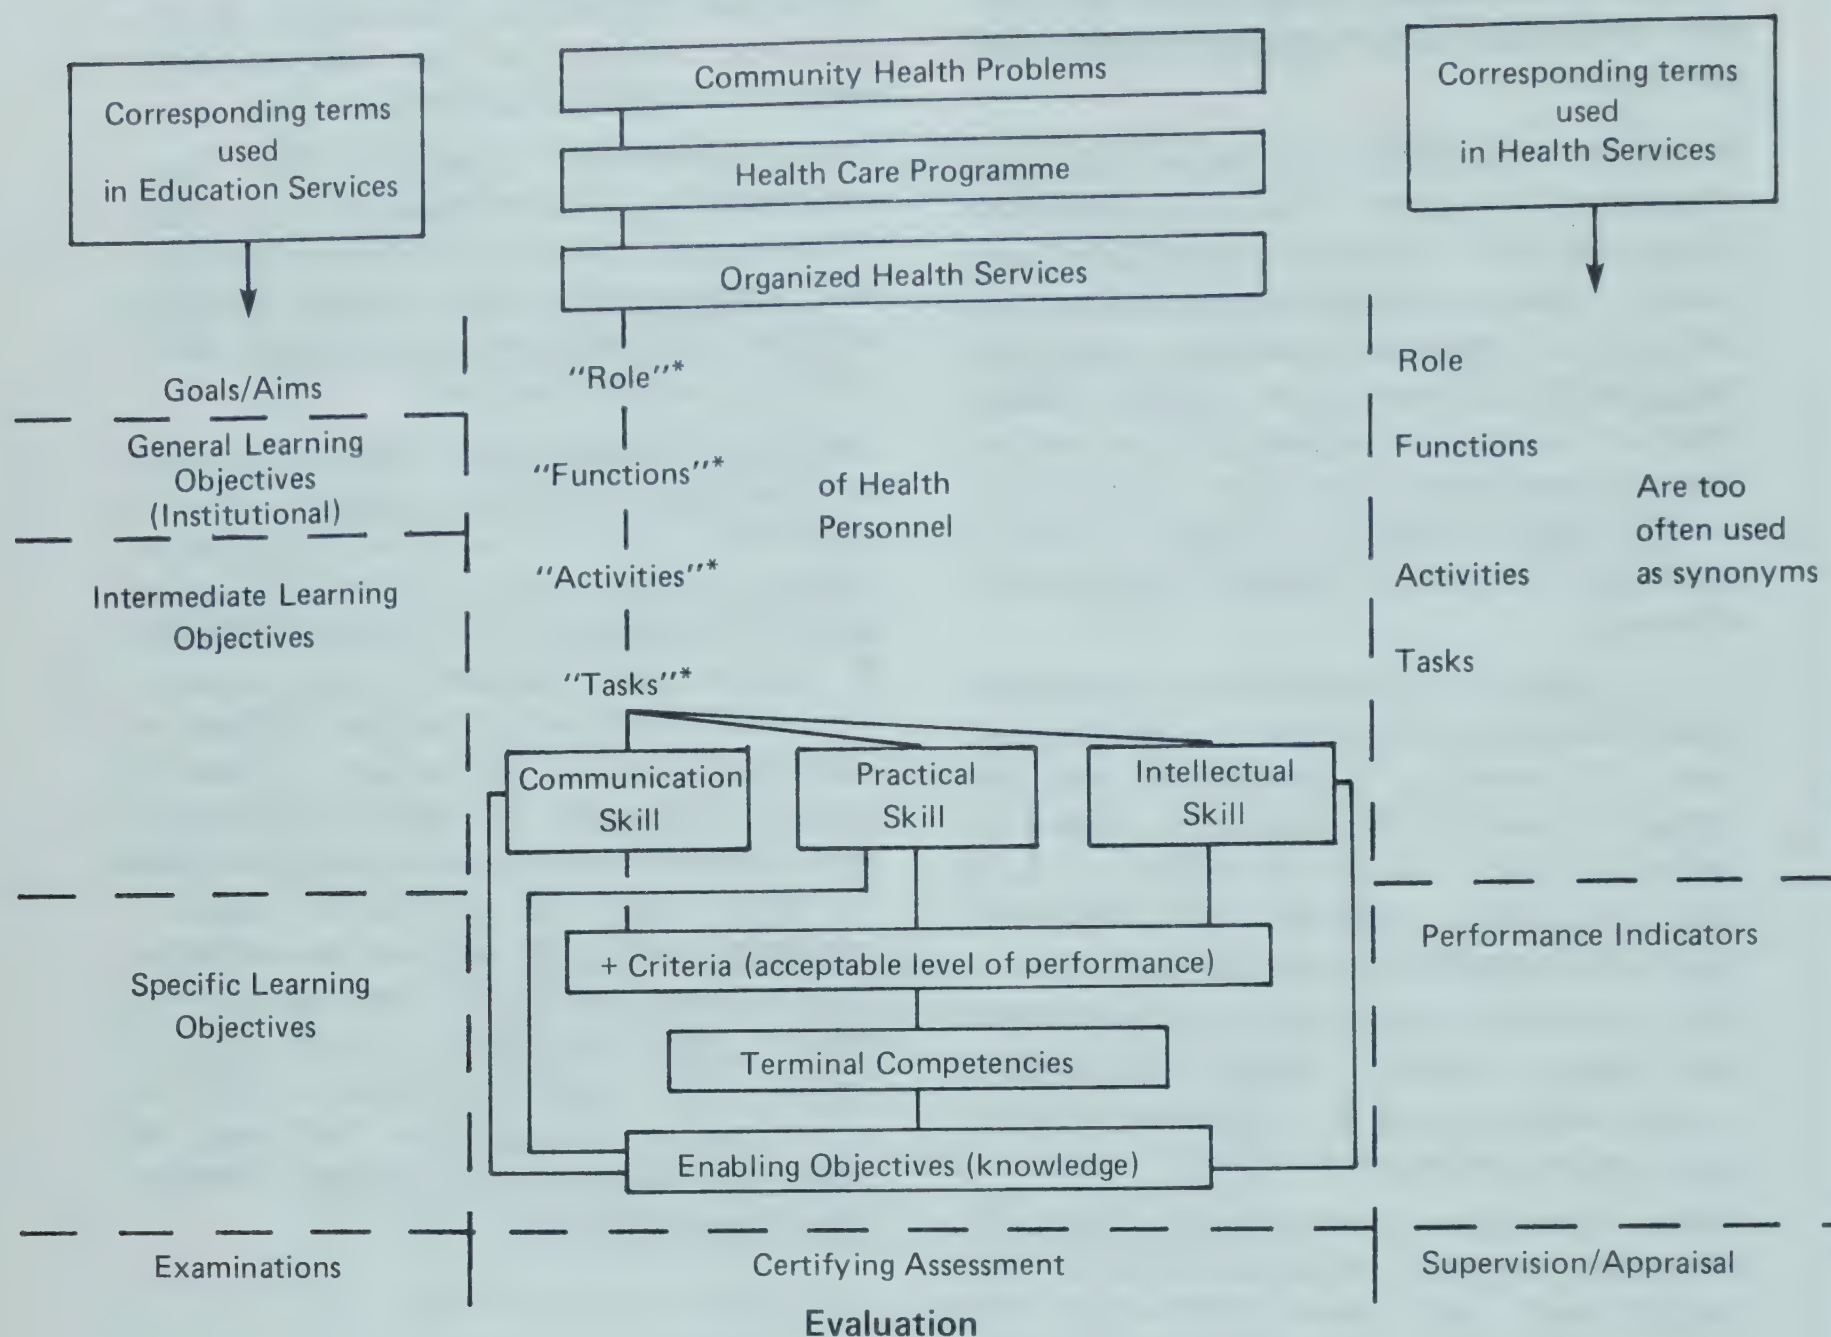 Corresponding terms
used
in Education Services
Community Health Problems
Health Care Programme
Organized Health Services
Corresponding terms
used
in Health Services
Goals/Aims
General Learning
Objectives
(Institutional)
Intermediate Learning
Objectives
Specific Learning
Objectives
Examinations
"Role"*
"Functions"*
"Activities"*
"Tasks"*
of Health
Personnel
Communication
Skill
Practical
Skill
Intellectual
Skill
+ Criteria (acceptable level of performance)
Terminal Competencies
Enabling Objectives (knowledge)
Certifying Assessment
Evaluation
Role
Functions
Activities
Tasks
Are too
often used
as synonyms
Performance Indicators
Supervision/Appraisal